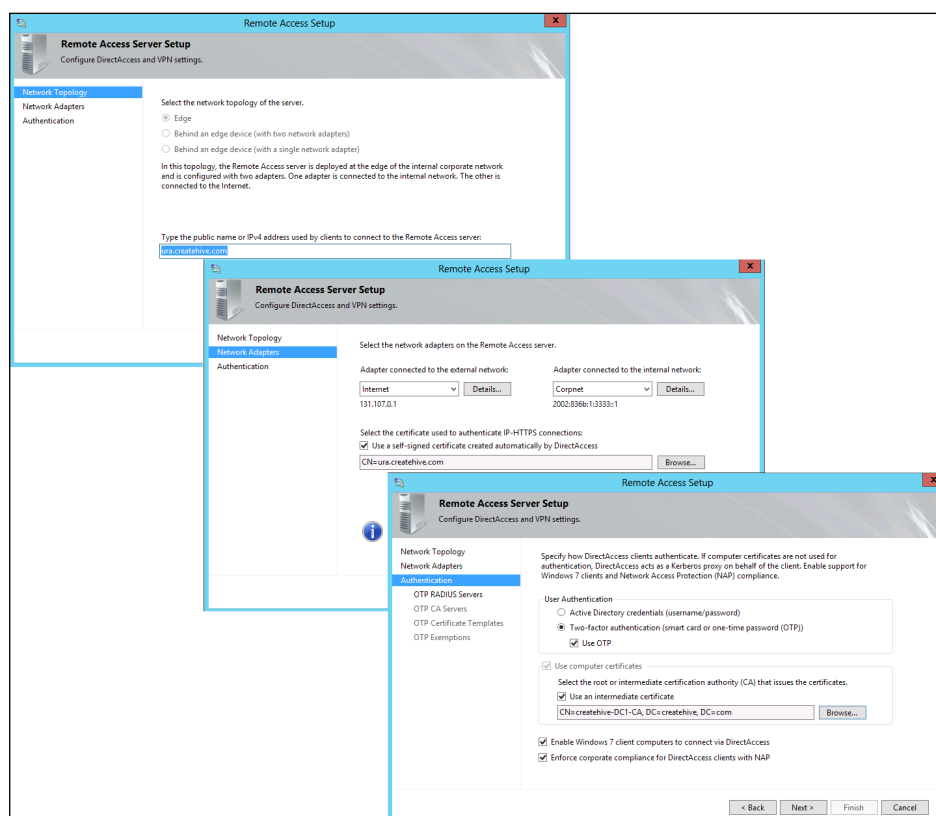 Remote Access Setup
x
Remote Access Server Setup
Configure DirectAccess and VPN settings.
Network Topology
Network Adapters
Authentication
Select the network topology of the server.
Edge
Behind an edge device (with two network adapters)
Behind an edge device (with a single network adapter)
In this topology, the Remote Access server is deployed at the edge of the internal corporate network
and is configured with two adapters. One adapter is connected to the internal network. The other is
connected to the Internet.
Type the public name or IPv4 address used by clients to connect to the Remote Access server:
ura.createhive.com
Remote Access Setup
x
Remote Access Server Setup
Configure DirectAccess and VPN settings.
Network Topology
Network Adapters
Authentication
Select the network adapters on the Remote Access server.
Adapter connected to the external network:
Adapter connected to the internal network:
Internet
Details...
Corpnet
Details...
131.107.0.1
2002:836b:1:3333::1
Select the certificate used to authenticate IP-HTTPS connections:
Use a self-signed certificate created automatically by DirectAccess
CN=ura.createhive.com
Browse...
Remote Access Setup
x
Remote Access Server Setup
Configure DirectAccess and VPN settings.
Network Topology
Network Adapters
Authentication
OTP RADIUS Servers
OTP CA Servers
OTP Certificate Templates
OTP Exemptions
Specify how DirectAccess clients authenticate. If computer certificates are not used for
authentication, DirectAccess acts as a Kerberos proxy on behalf of the client. Enable support for
Windows 7 clients and Network Access Protection (NAP) compliance.
User Authentication
Active Directory credentials (username/password)
Two-factor authentication (smart card or one-time password (OTP))
Use OTP
Use computer certificates
Select the root or intermediate certification authority (CA) that issues the certificates.
Use an intermediate certificate
CN=createhive-DC1-CA, DC=createhive, DC=com
Browse...
Enable Windows 7 client computers to connect via DirectAccess
Enforce corporate compliance for DirectAccess clients with NAP
< Back
Next >
Finish
Cancel